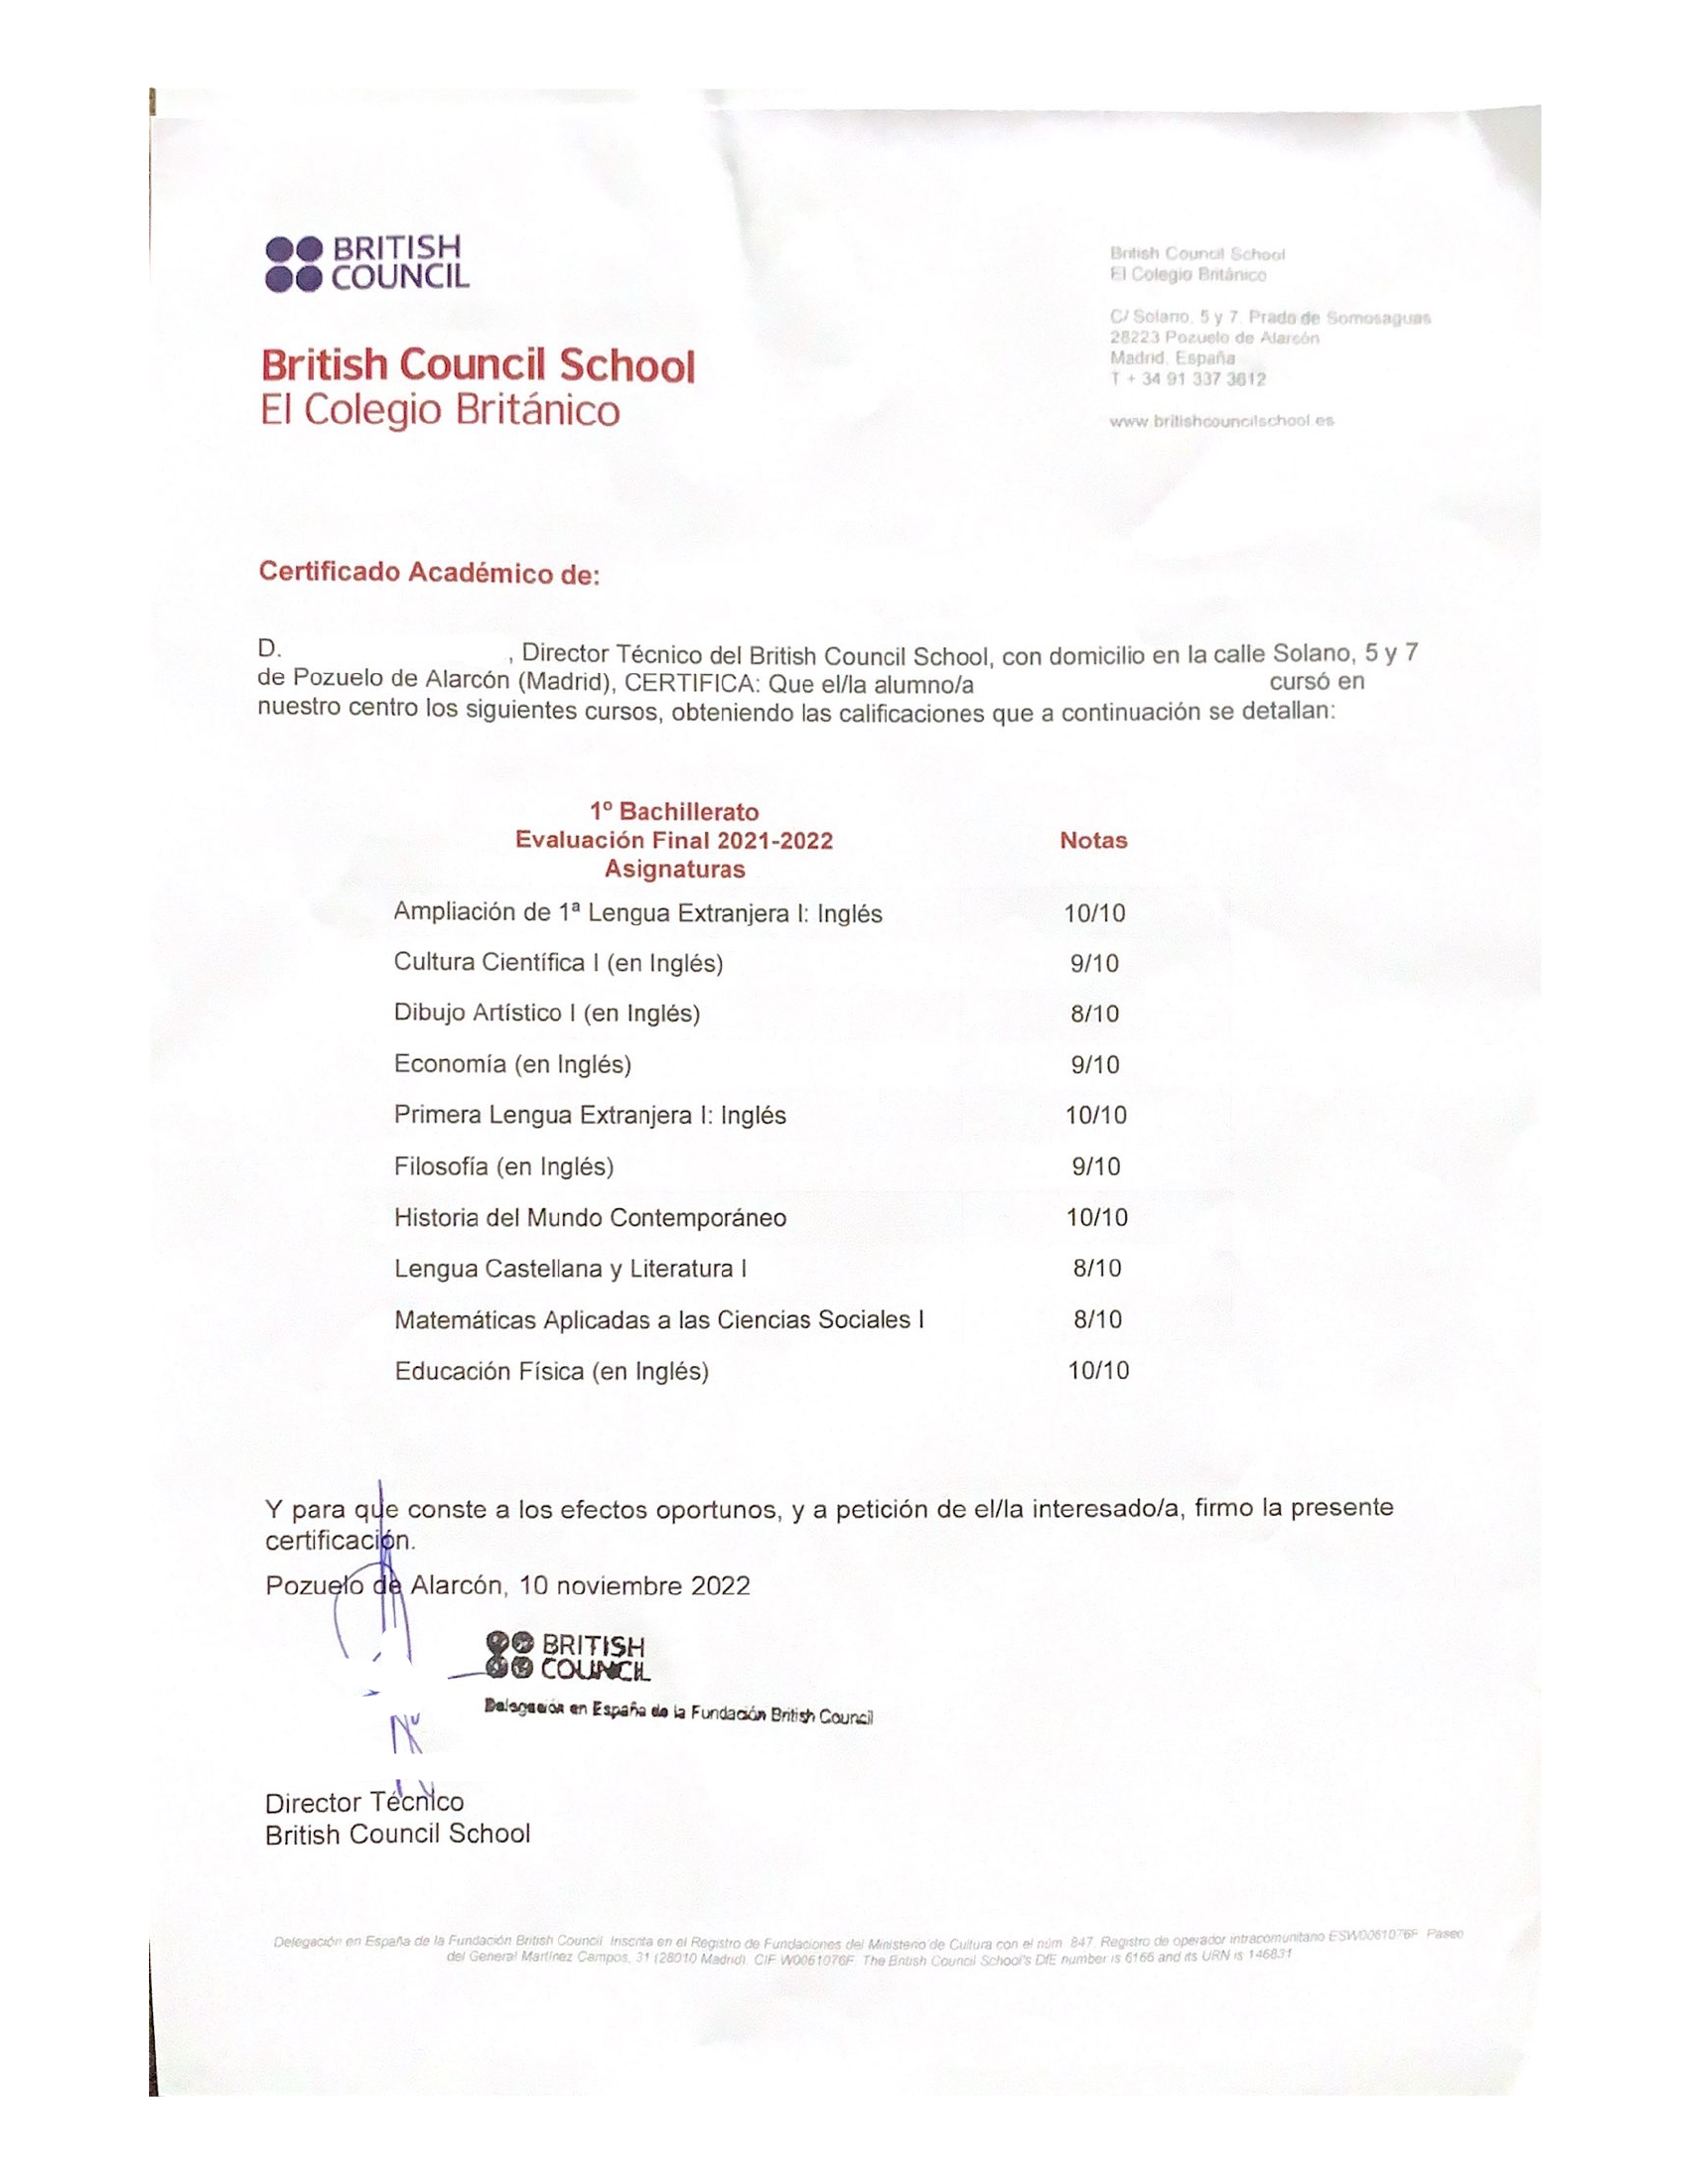 BRITISH
COUNCIL
British Council School
El Colegio Británico
British Council School
El Colegio Británico
C/ Solano, 5 y 7. Prado de Somosaguas
28223 Pozuelo de Alarcón
Madrid. España
T + 34 91 337 3612
www.britishcouncilschool.es
Certificado Académico de:
D. , Director Técnico del British Council School, con domicilio en la calle Solano, 5 y 7
de Pozuelo de Alarcón (Madrid), CERTIFICA: Que el/la alumno/a cursó en
nuestro centro los siguientes cursos, obteniendo las calificaciones que a continuación se detallan:
1º Bachillerato
Evaluación Final 2021-2022 Notas
Asignaturas
Ampliación de 1ª Lengua Extranjera I: Inglés 10/10
Cultura Científica I (en Inglés) 9/10
Dibujo Artístico I (en Inglés) 8/10
Economía (en Inglés) 9/10
Primera Lengua Extranjera I: Inglés 10/10
Filosofía (en Inglés) 9/10
Historia del Mundo Contemporáneo 10/10
Lengua Castellana y Literatura I 8/10
Matemáticas Aplicadas a las Ciencias Sociales I 8/10
Educación Física (en Inglés) 10/10
Y para que conste a los efectos oportunos, y a petición de el/la interesado/a, firmo la presente
certificación.
Pozuelo de Alarcón, 10 noviembre 2022
BRITISH
COUNCIL
Delegación en España de la Fundación British Council
Director Técnico
British Council School
Delegación en España de la Fundación British Council. Inscrita en el Registro de Fundaciones del Ministerio de Cultura con el núm. 847. Registro de operador intracomunitario ESW0061076F. Paseo
del General Martínez Campos, 31 (28010 Madrid). CIF W0061076F. The British Council School's DfE number is 6166 and its URN is 146831